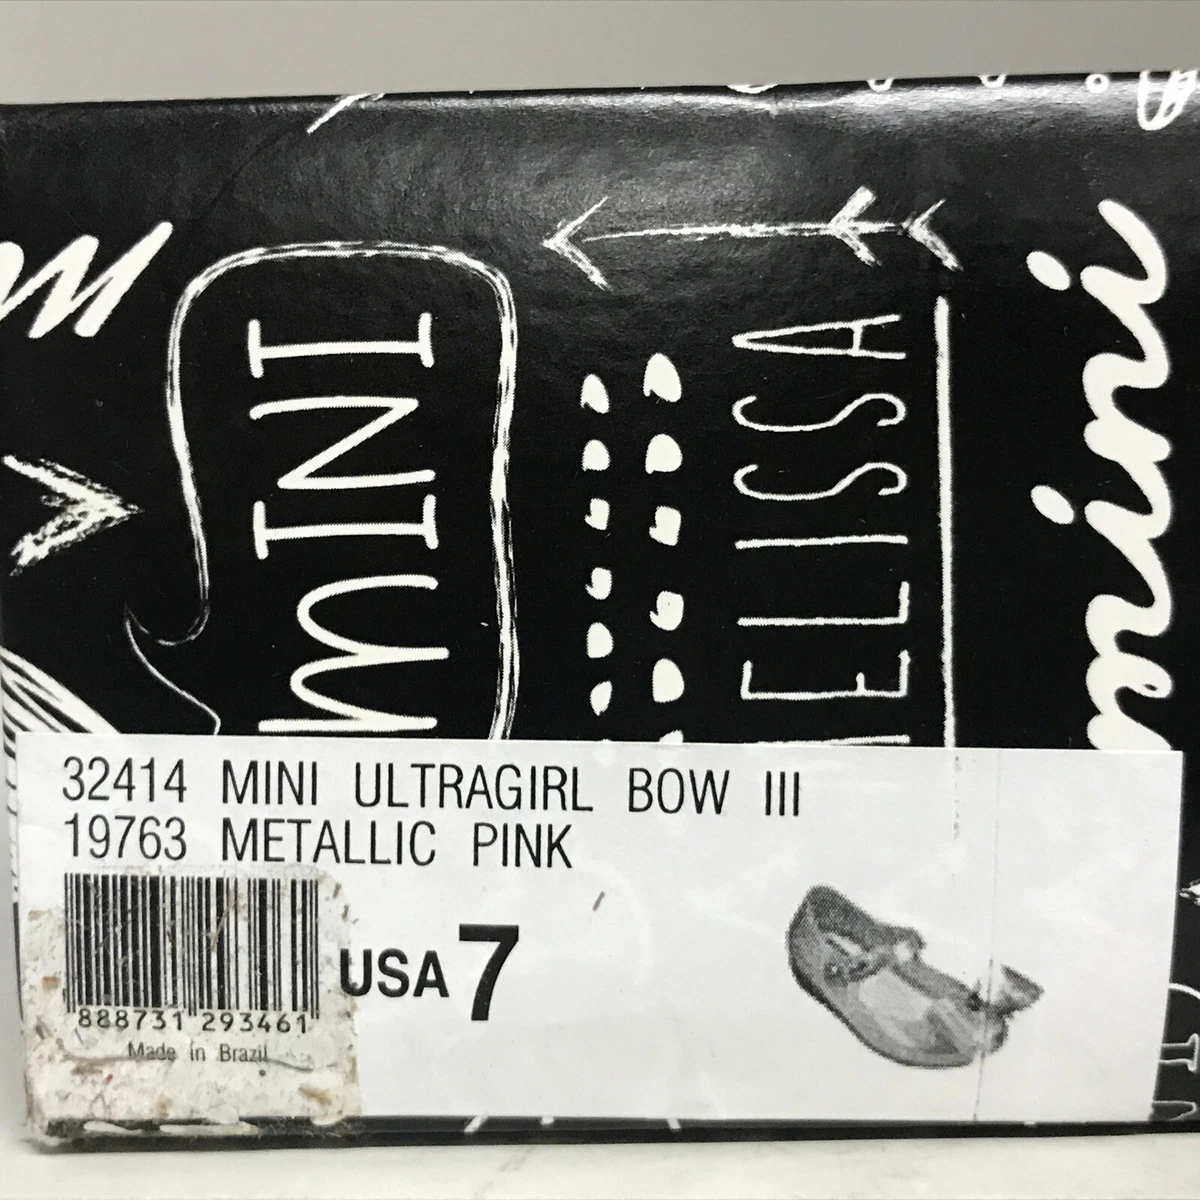 MINI
MELISSA
mini
32414 MINI ULTRAGIRL BOW III
19763 METALLIC PINK
USA 7
888731 293461
Made in Brazil